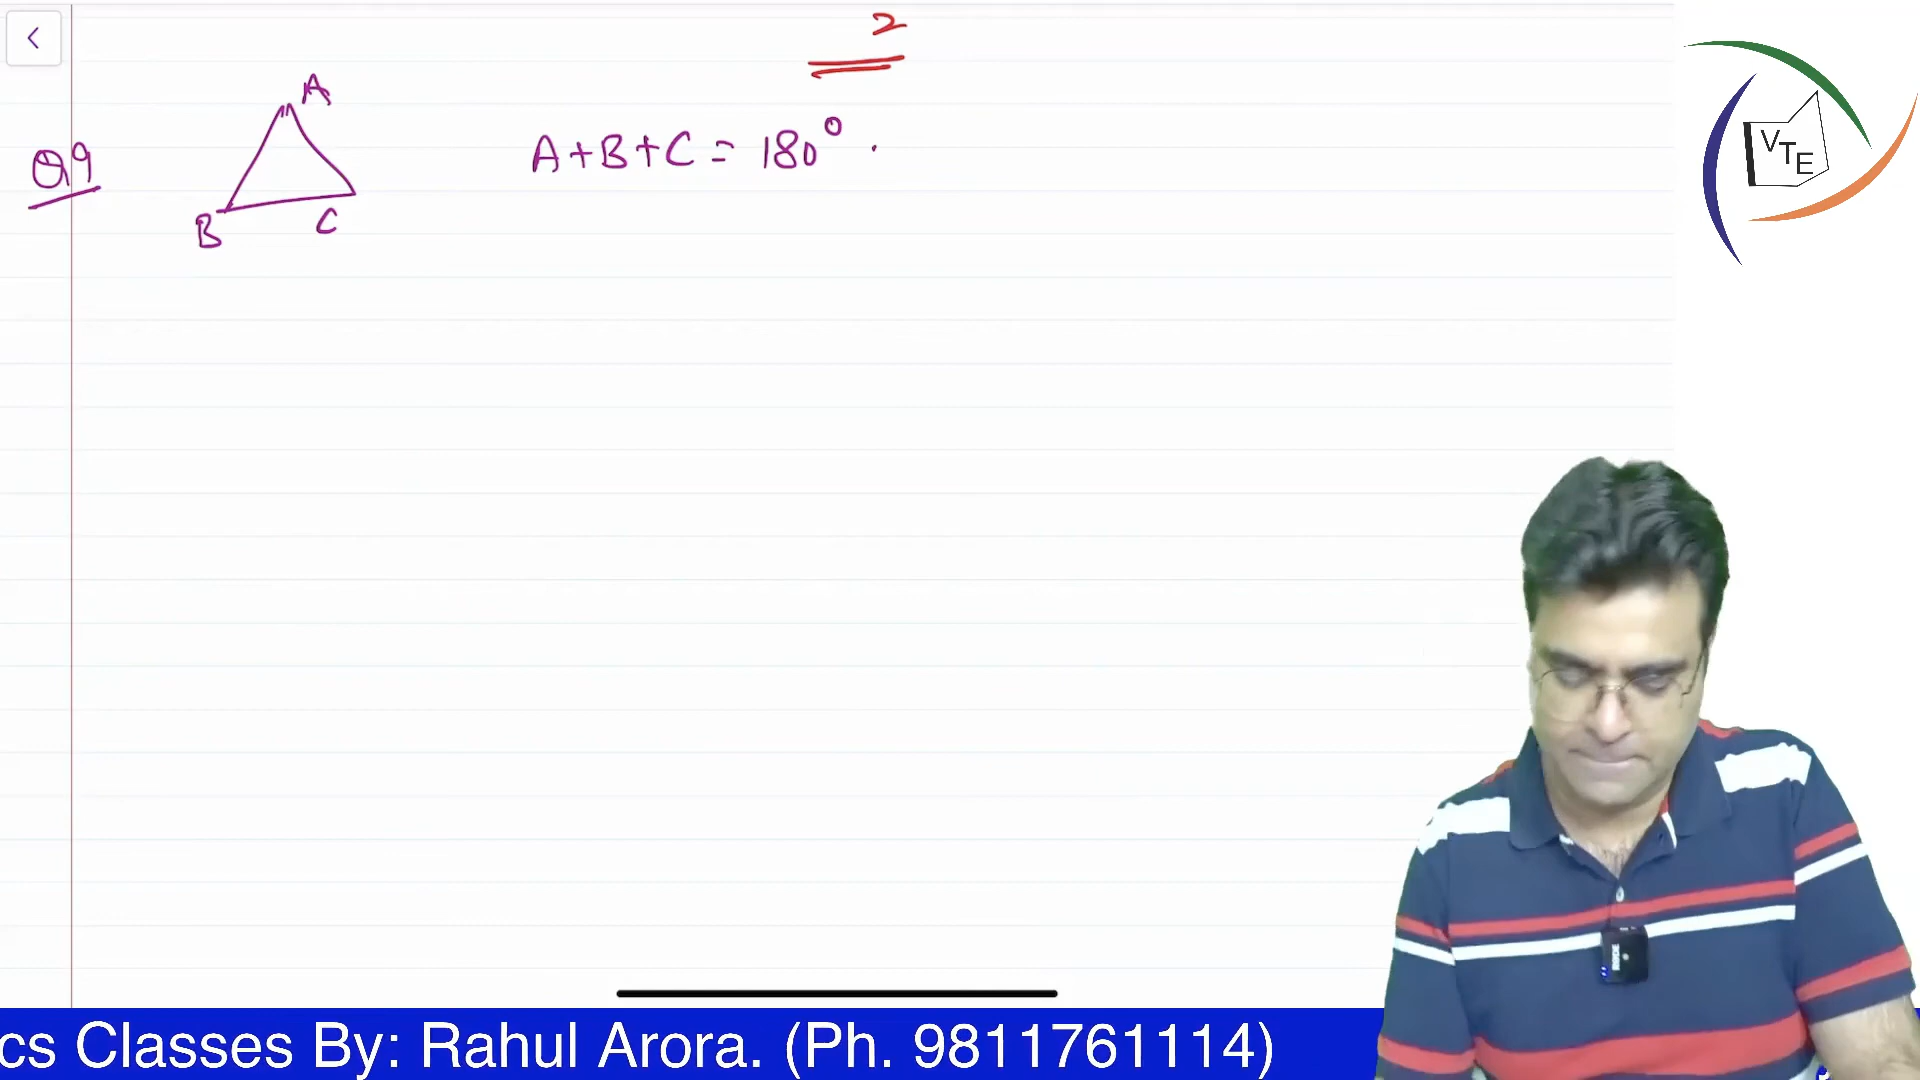 2
A
Q9
A+B+C = 180° .
B
C
VTE
cs Classes By: Rahul Arora. (Ph. 9811761114)